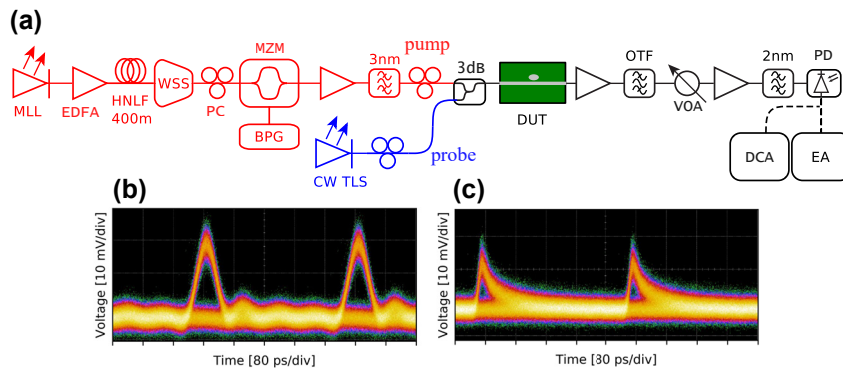 (a)
MLL
EDFA
HNLF
400m
WSS
PC
MZM
BPG
3nm
pump
3dB
CW TLS
probe
DUT
OTF
VOA
2nm
PD
DCA
EA
(b)
Voltage [10 mV/div]
Time [80 ps/div]
(c)
Voltage [10 mV/div]
Time [30 ps/div]